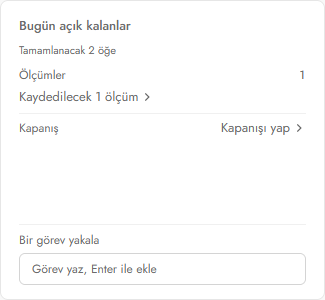 Bugün açık kalanlar
Tamamlanacak 2 öğe
Ölçümler 1
Kaydedilecek 1 ölçüm
Kapanış Kapanışı yap
Bir görev yakala
Görev yaz, Enter ile ekle